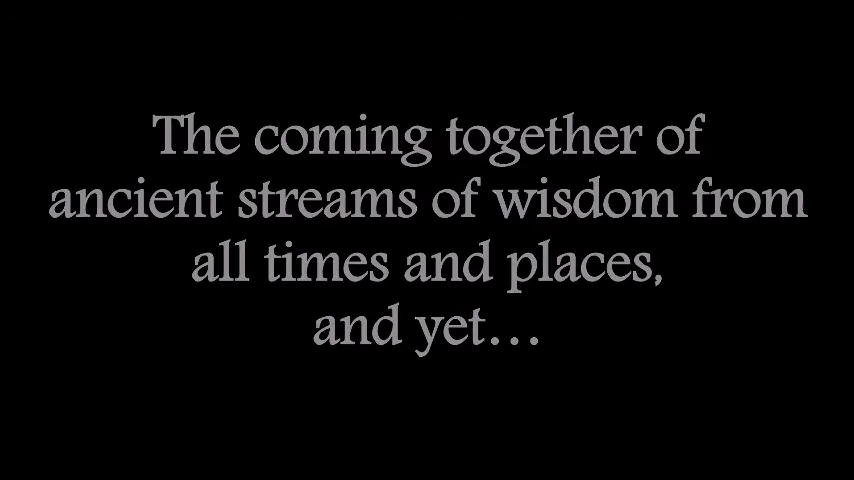 The coming together of
ancient streams of wisdom from
all times and places,
and yet…